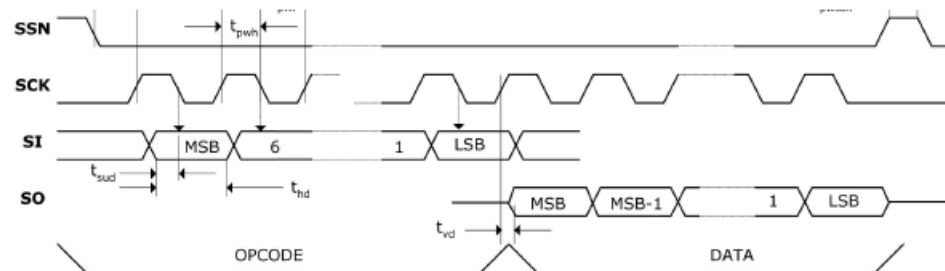 t_pwh
SSN
SCK
SI MSB 6 1 LSB
t_sud t_hd
SO MSB MSB-1 1 LSB
t_vd
OPCODE DATA